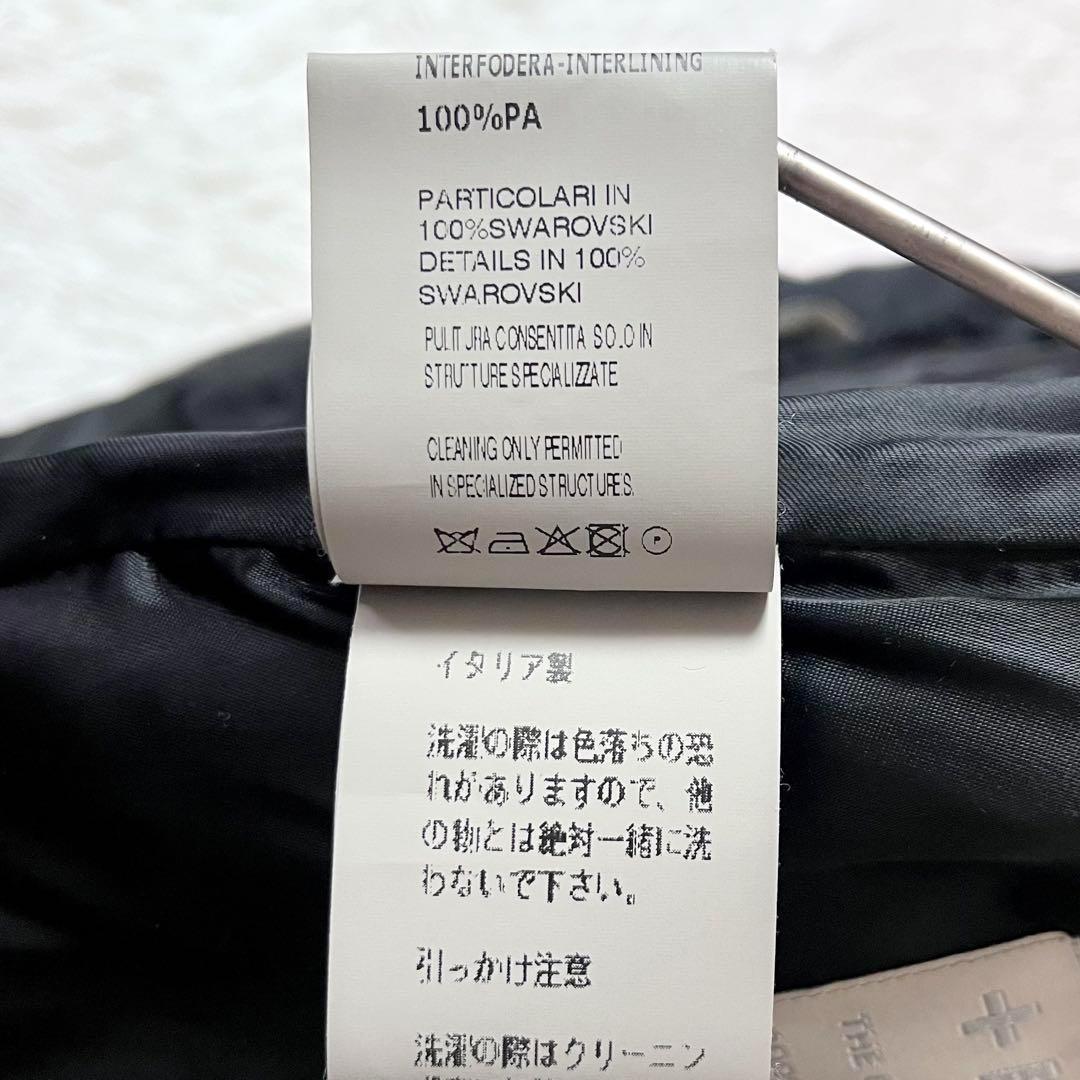 INTERFODERA-INTERLINING
100%PA
PARTICOLARI IN
100%SWAROVSKI
DETAILS IN 100%
SWAROVSKI
PULITURA CONSENTITA SOLO IN
STRUTTURE SPECIALIZZATE
CLEANING ONLY PERMITTED
IN SPECIALIZED STRUCTURES.
P
イタリア製
洗濯の際は色落ちの恐
れがありますので、他
の物とは絶対一緒に洗
わないで下さい。
引っかけ注意
洗濯の際はクリーニン
THE